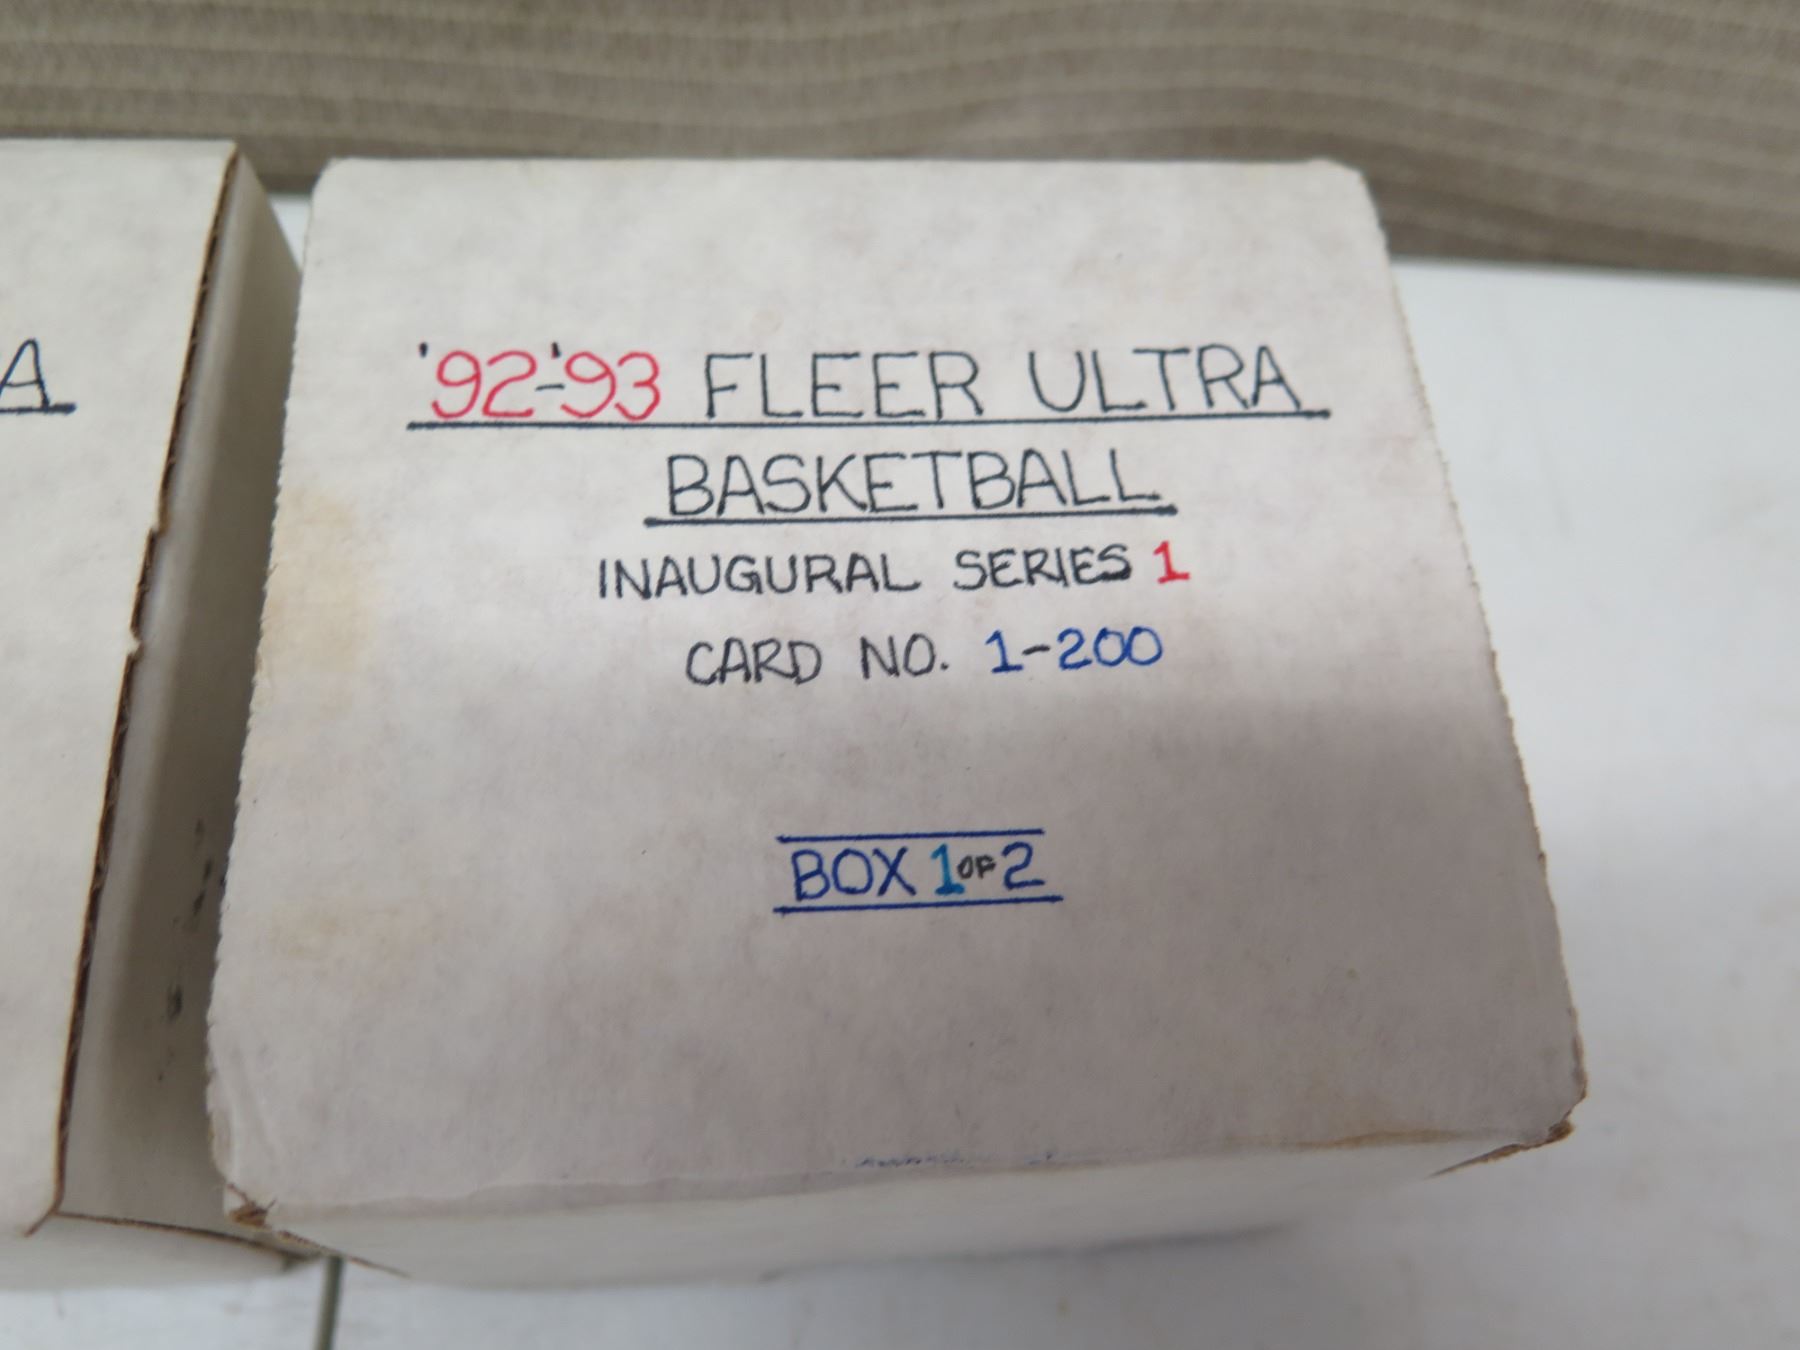 A
'92-'93 FLEER ULTRA
BASKETBALL
INAUGURAL SERIES 1
CARD NO. 1-200
BOX 1 OF 2